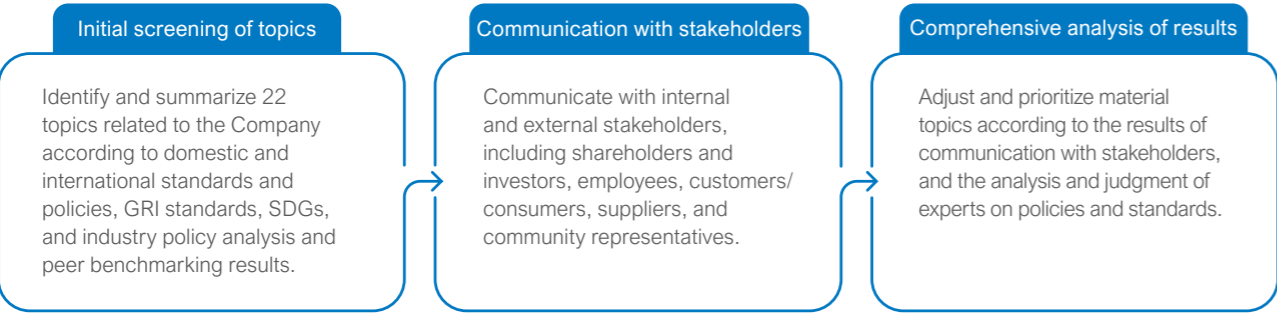 Initial screening of topics
Identify and summarize 22
topics related to the Company
according to domestic and
international standards and
policies, GRI standards, SDGs,
and industry policy analysis and
peer benchmarking results.
Communication with stakeholders
Communicate with internal
and external stakeholders,
including shareholders and
investors, employees, customers/
consumers, suppliers, and
community representatives.
Comprehensive analysis of results
Adjust and prioritize material
topics according to the results of
communication with stakeholders,
and the analysis and judgment of
experts on policies and standards.